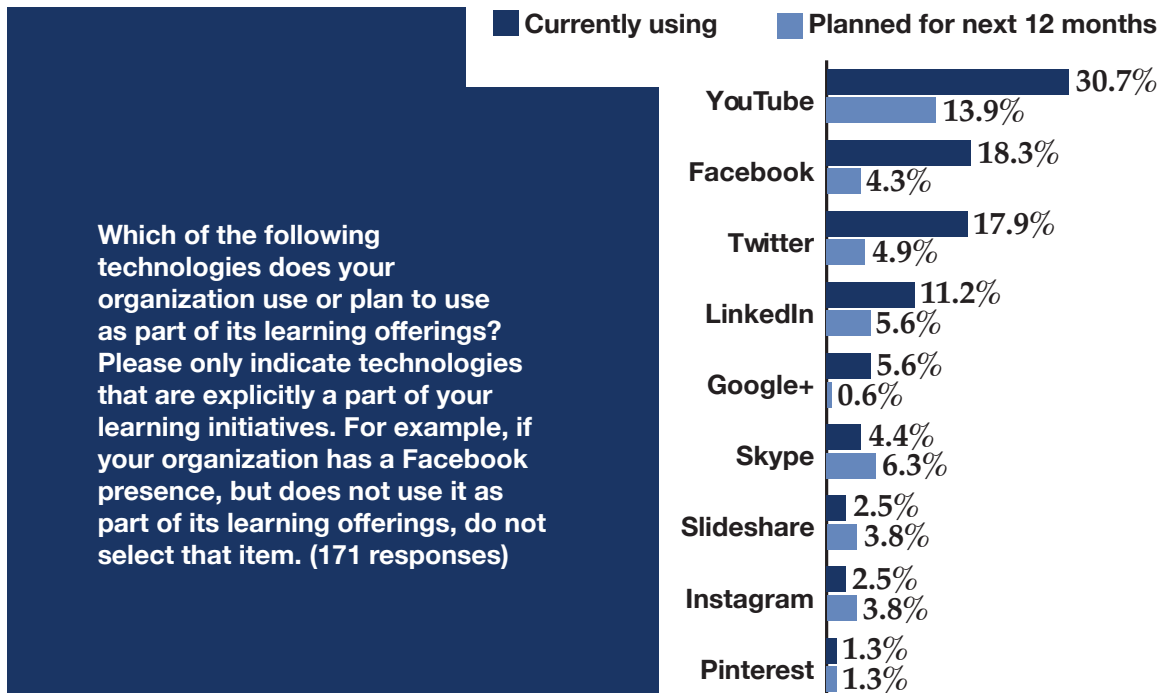 Currently using
Planned for next 12 months
Which of the following
technologies does your
organization use or plan to use
as part of its learning offerings?
Please only indicate technologies
that are explicitly a part of your
learning initiatives. For example, if
your organization has a Facebook
presence, but does not use it as
part of its learning offerings, do not
select that item. (171 responses)
YouTube
30.7%
13.9%
Facebook
18.3%
4.3%
Twitter
17.9%
4.9%
LinkedIn
11.2%
5.6%
Google+
5.6%
0.6%
Skype
4.4%
6.3%
Slideshare
2.5%
3.8%
Instagram
2.5%
3.8%
Pinterest
1.3%
1.3%